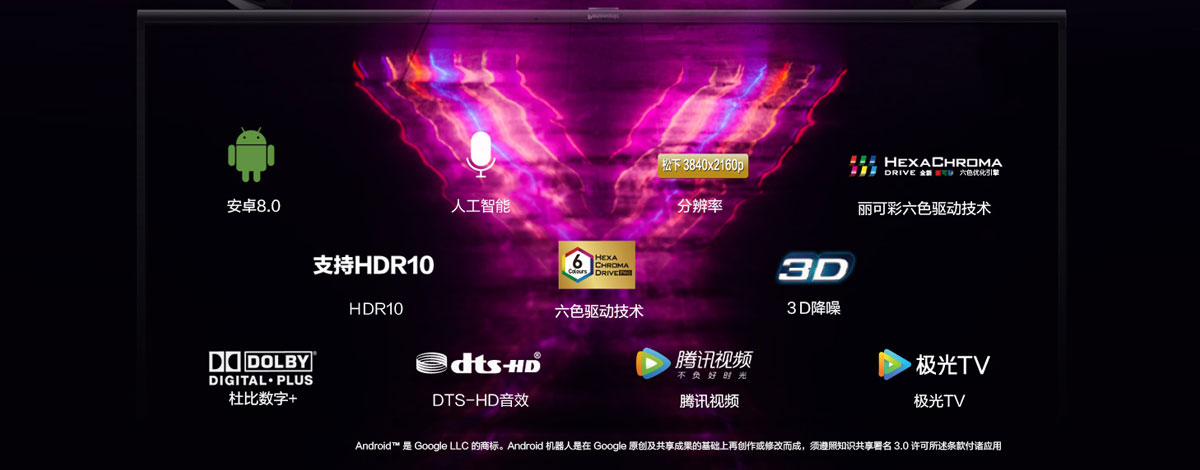 松下 3840x2160p
HEXACHROMA
DRIVE 全新 六色优化引擎
安卓8.0
人工智能
分辨率
丽可彩六色驱动技术
支持HDR10
6
Colours
HEXA
CHROMA
DRIVE PRO
3D
HDR10
六色驱动技术
3D降噪
DOLBY
DIGITAL PLUS
dts-HD
腾讯视频
不负好时光
极光TV
杜比数字+
DTS-HD音效
腾讯视频
极光TV
Android™ 是 Google LLC 的商标。Android 机器人是在 Google 原创及共享成果的基础上再创作或修改而成，须遵照知识共享署名 3.0 许可所述条款付诸应用